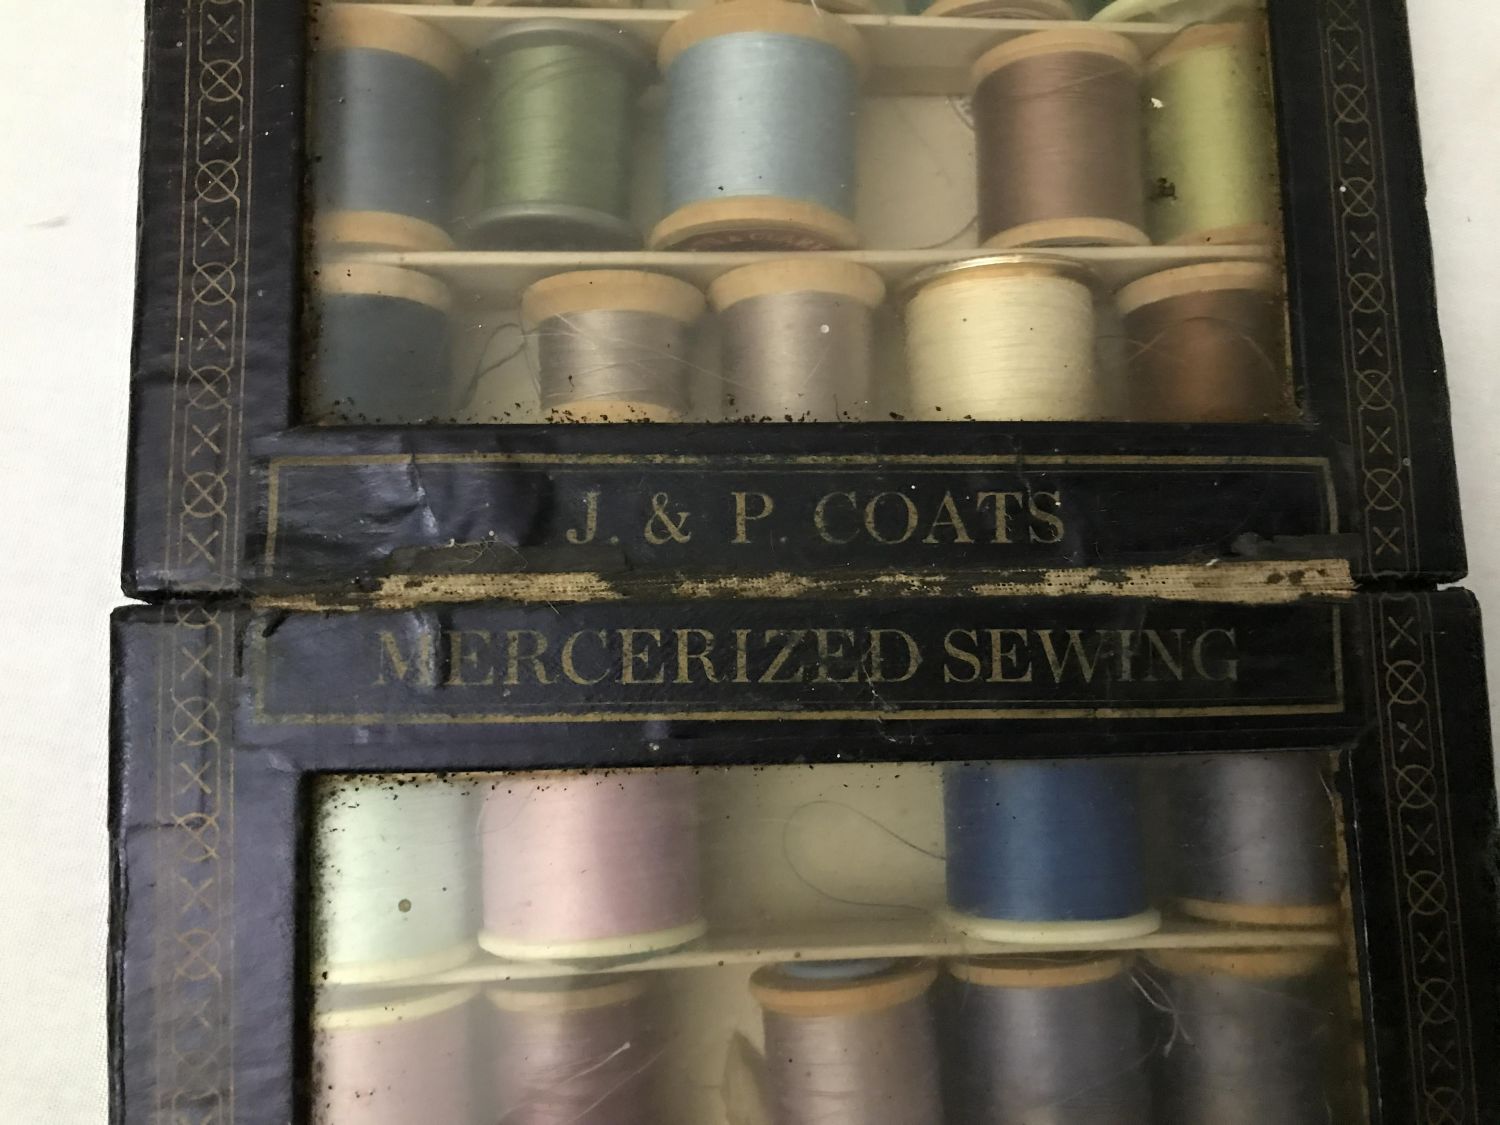 J. & P. COATS
MERCERIZED SEWING